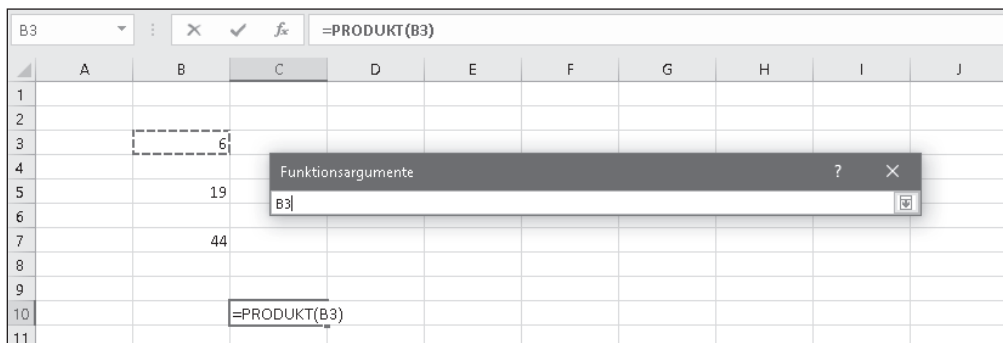 B3 fx =PRODUKT(B3)
A B C D E F G H I J
1
2
3 6
4 Funktionsargumente ? ×
5 19 B3
6
7 44
8
9
10 =PRODUKT(B3)
11